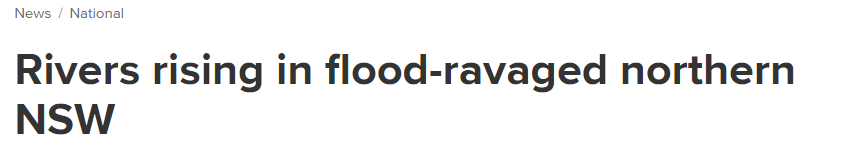 News / National
Rivers rising in flood-ravaged northern
NSW